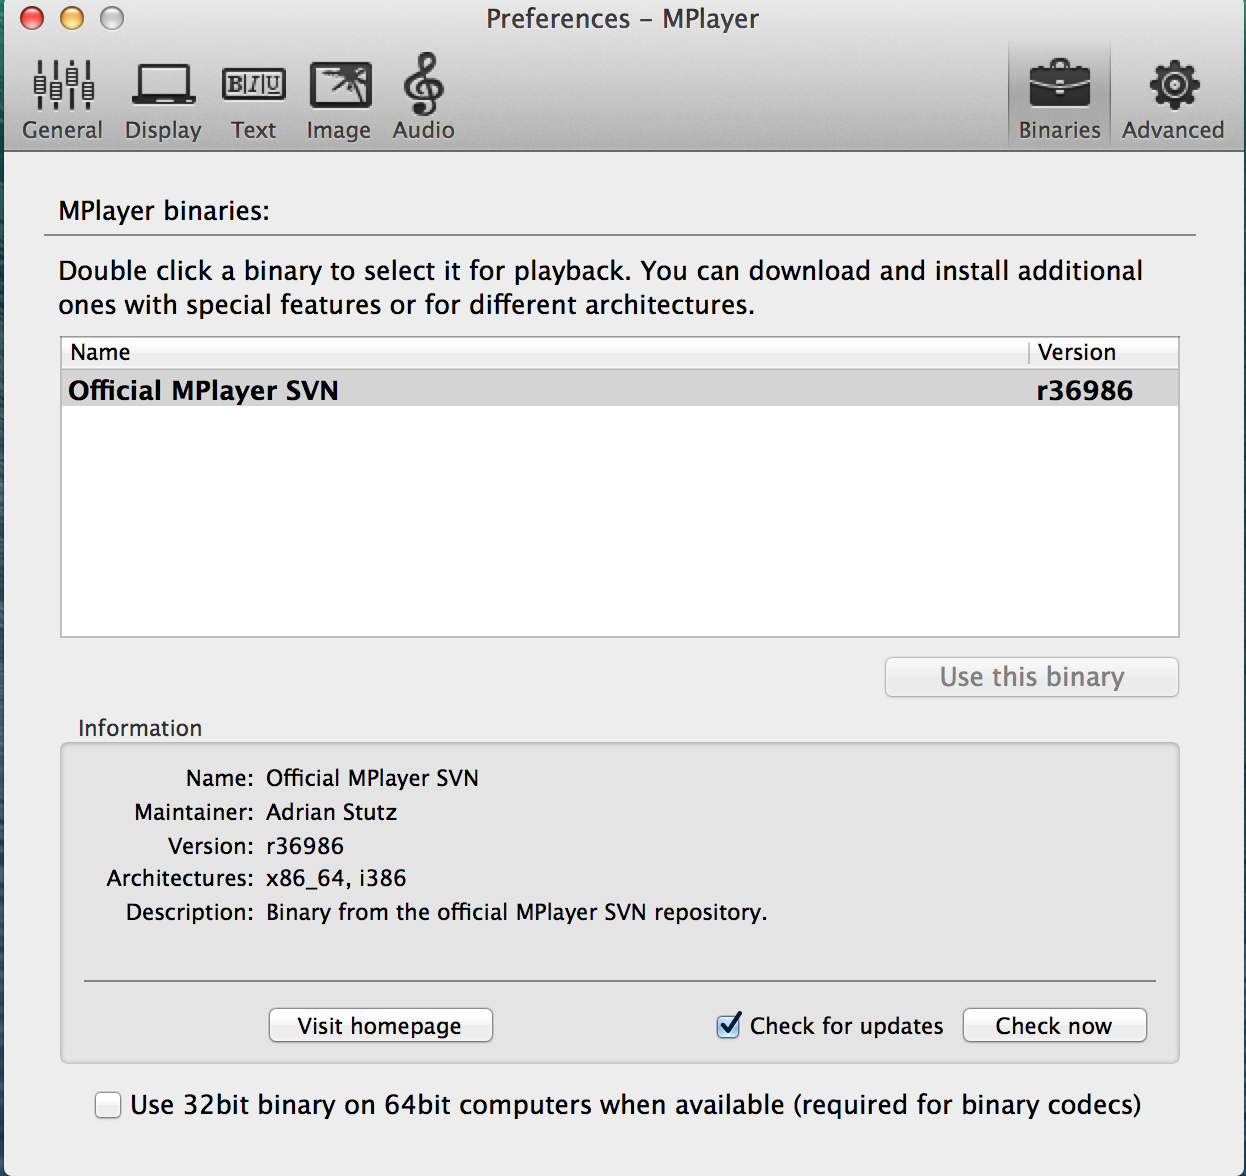 Preferences – MPlayer
General Display Text Image Audio Binaries Advanced
MPlayer binaries:
Double click a binary to select it for playback. You can download and install additional
ones with special features or for different architectures.
Name Version
Official MPlayer SVN r36986
Use this binary
Information
Name: Official MPlayer SVN
Maintainer: Adrian Stutz
Version: r36986
Architectures: x86_64, i386
Description: Binary from the official MPlayer SVN repository.
Visit homepage Check for updates Check now
Use 32bit binary on 64bit computers when available (required for binary codecs)